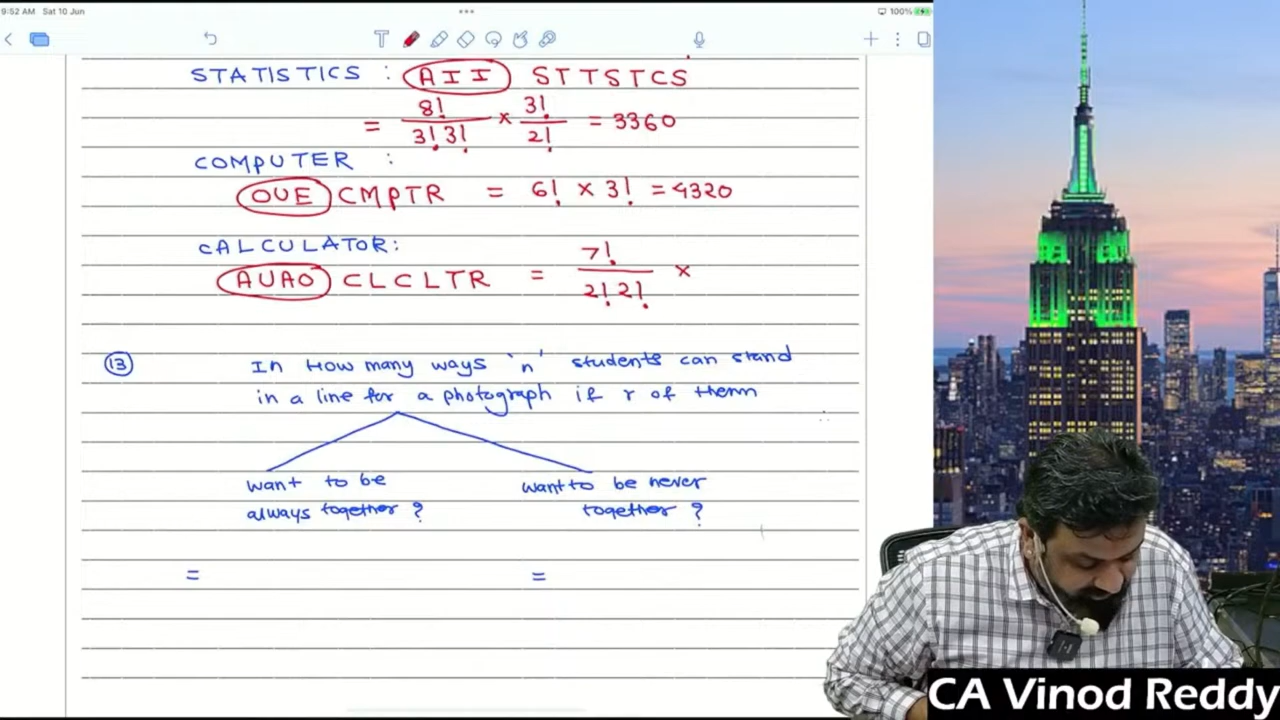 9:52 AM Sat 10 Jun
100%
STATISTICS : AII STTSTCS
= 8!/3!3! × 3!/2! = 3360
COMPUTER :
OUE CMPTR = 6! × 3! = 4320
CALCULATOR:
AUAO CLCLTR = 7!/2!2! ×
13 In How many ways 'n' students can stand
in a line for a photograph if r of themn
want to be
always together ?
want to be never
together ?
= =
CA Vinod Reddy